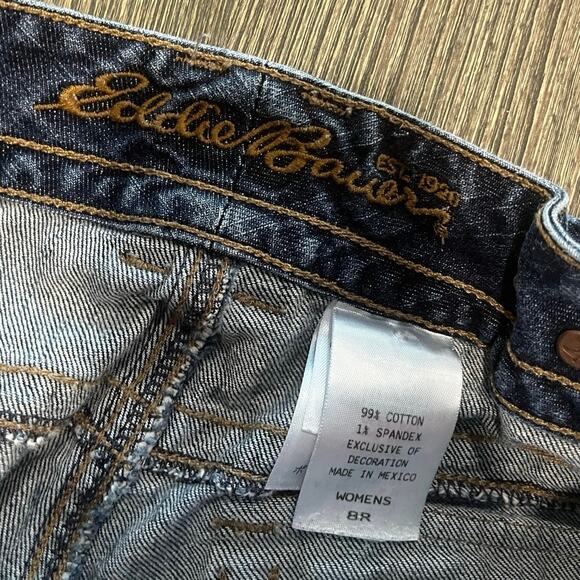 Eddie Bauer
EST. 1920
99% COTTON
1% SPANDEX
EXCLUSIVE OF
DECORATION
MADE IN MEXICO
WOMENS
8R